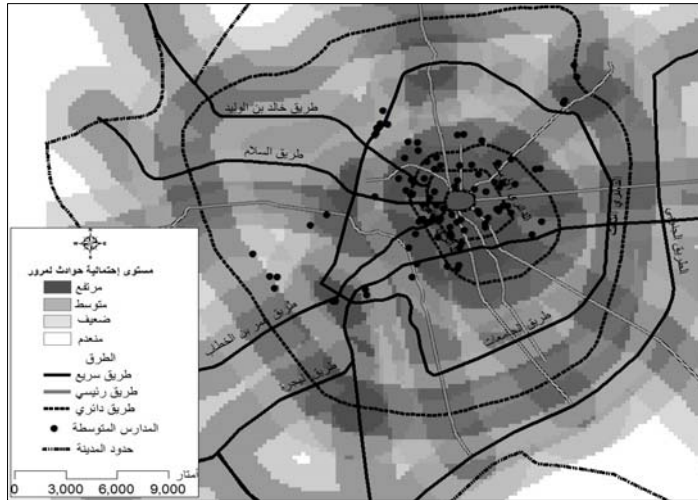 طريق خالد بن الوليد
طريق السلام
طريق عمر بن الخطاب
طريق الهجرة
طريق الجامعات
مستوى إحتمالية حوادث لمرور
مرتفع
متوسط
ضعيف
منعدم
الطرق
طريق سريع
طريق رئيسي
طريق دائري
المدارس المتوسطة
حدود المدينة
أمتار
0 3,000 6,000 9,000